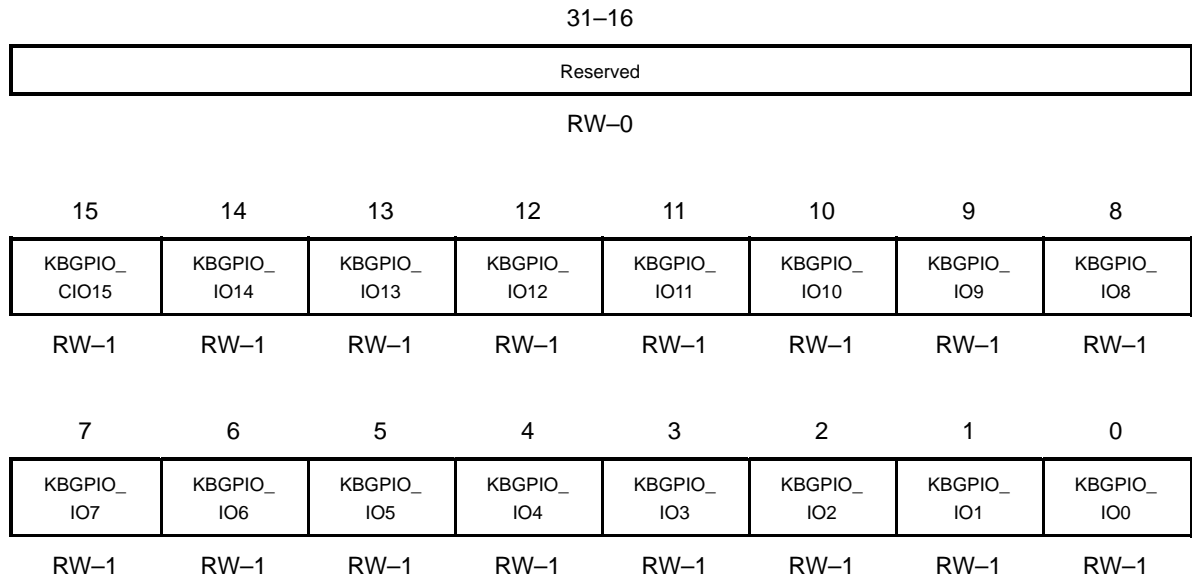 31–16
Reserved
RW–0
15 14 13 12 11 10 9 8
KBGPIO_ KBGPIO_ KBGPIO_ KBGPIO_ KBGPIO_ KBGPIO_ KBGPIO_ KBGPIO_
CIO15 IO14 IO13 IO12 IO11 IO10 IO9 IO8
RW–1 RW–1 RW–1 RW–1 RW–1 RW–1 RW–1 RW–1
7 6 5 4 3 2 1 0
KBGPIO_ KBGPIO_ KBGPIO_ KBGPIO_ KBGPIO_ KBGPIO_ KBGPIO_ KBGPIO_
IO7 IO6 IO5 IO4 IO3 IO2 IO1 IO0
RW–1 RW–1 RW–1 RW–1 RW–1 RW–1 RW–1 RW–1